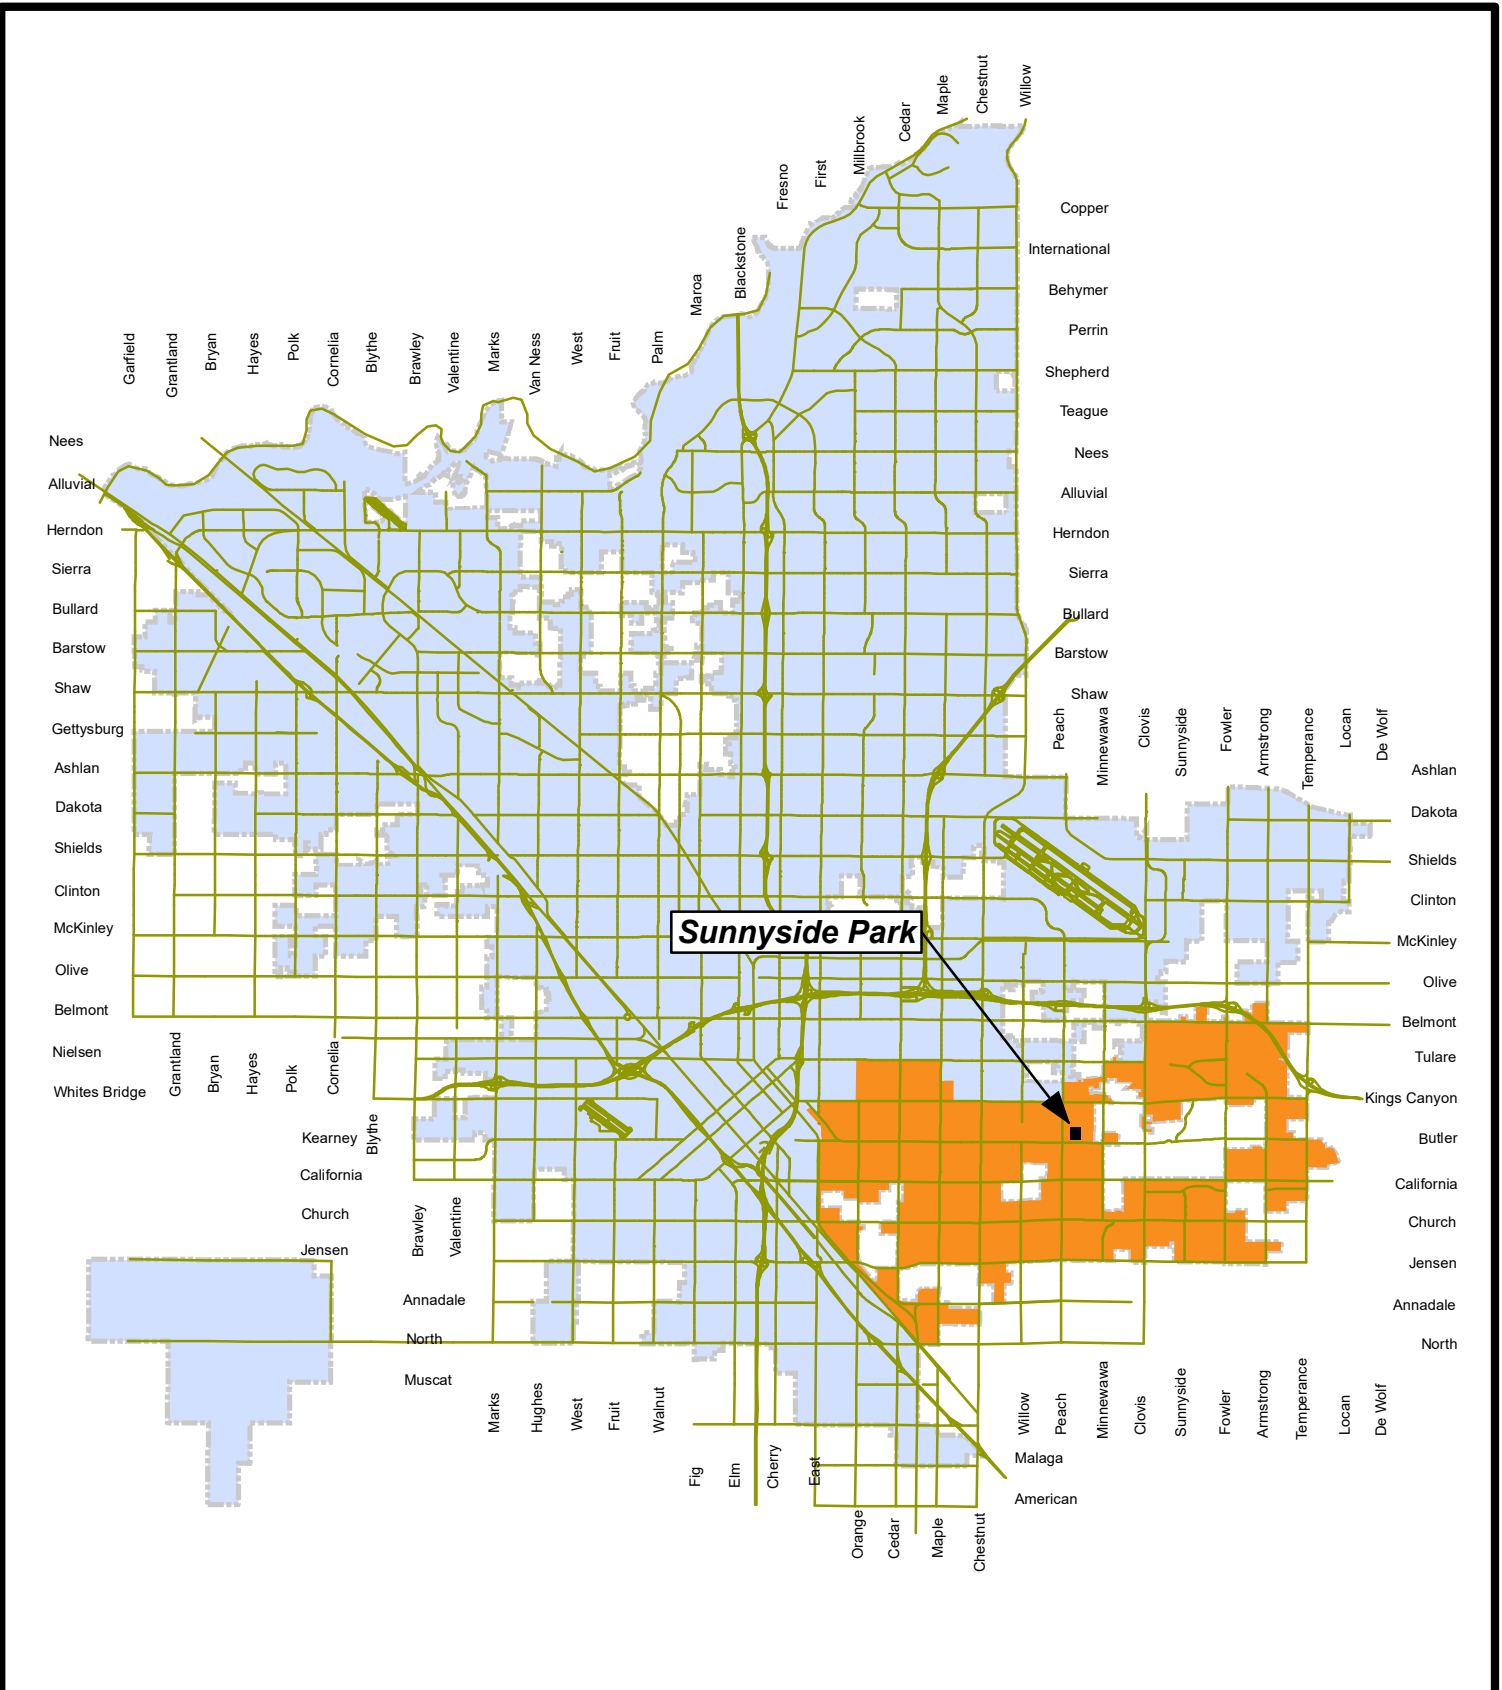 Willow
Chestnut
Maple
Cedar
Millbrook
First
Fresno
Blackstone
Maroa
Palm
Fruit
West
Van Ness
Marks
Valentine
Brawley
Blythe
Cornelia
Polk
Hayes
Bryan
Grantland
Garfield
Copper
International
Behymer
Perrin
Shepherd
Teague
Nees
Alluvial
Herndon
Sierra
Bullard
Barstow
Shaw
Nees
Alluvial
Herndon
Sierra
Bullard
Barstow
Shaw
Gettysburg
Ashlan
Dakota
Shields
Clinton
McKinley
Olive
Belmont
Nielsen
Whites Bridge
Peach
Minnewawa
Clovis
Sunnyside
Fowler
Armstrong
Temperance
Locan
De Wolf
Ashlan
Dakota
Shields
Clinton
McKinley
Olive
Belmont
Tulare
Kings Canyon
Butler
California
Church
Jensen
Annadale
North
Sunnyside Park
Grantland
Bryan
Hayes
Polk
Cornelia
Blythe
Kearney
California
Church
Jensen
Brawley
Valentine
Annadale
North
Muscat
Marks
Hughes
West
Fruit
Walnut
Fig
Elm
Cherry
East
Orange
Cedar
Maple
Chestnut
Willow
Peach
Minnewawa
Clovis
Sunnyside
Fowler
Armstrong
Temperance
Locan
De Wolf
Malaga
American